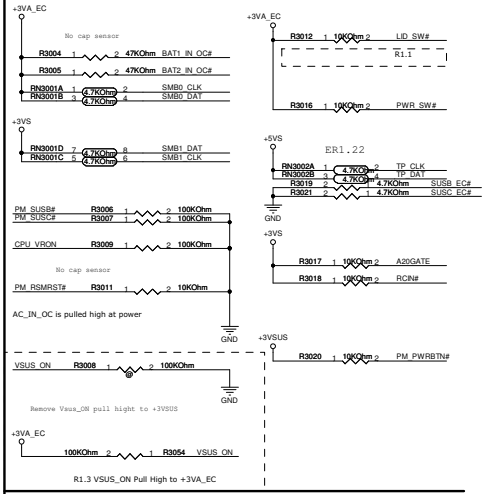 +3VA_EC
No cap sensor
R3004 1 2 47KOhm BAT1_IN_OC#
R3005 1 2 47KOhm BAT2_IN_OC#
RN3001A 1 4.7KOhm 2 SMB0_CLK
RN3001B 3 4.7KOhm 4 SMB0_DAT
+3VS
RN3001D 7 4.7KOhm 8 SMB1_DAT
RN3001C 5 4.7KOhm 6 SMB1_CLK
PM_SUSB# R3006 1 2 100KOhm
PM_SUSC# R3007 1 2 100KOhm
CPU_VRON R3009 1 2 100KOhm
No cap sensor
PM_RSMRST# R3011 1 2 10KOhm
AC_IN_OC is pulled high at power
GND
VSUS_ON R3008 1 2 100KOhm
@
GND
Remove Vsus_ON pull hight to +3VSUS
+3VA_EC
100KOhm 2 1 R3054 VSUS_ON
R1.3 VSUS_ON Pull High to +3VA_EC
+3VA_EC
R3012 1 10KOhm 2 LID_SW#
R1.1
R3016 1 10KOhm 2 PWR_SW#
+5VS
ER1.22
RN3002A 1 4.7KOhm 2 TP_CLK
RN3002B 3 4.7KOhm 4 TP_DAT
R3019 2 1 4.7KOhm SUSB_EC#
R3021 2 1 4.7KOhm SUSC_EC#
GND
+3VS
R3017 1 10KOhm 2 A20GATE
R3018 1 10KOhm 2 RCIN#
+3VSUS
R3020 1 10KOhm 2 PM_PWRBTN#